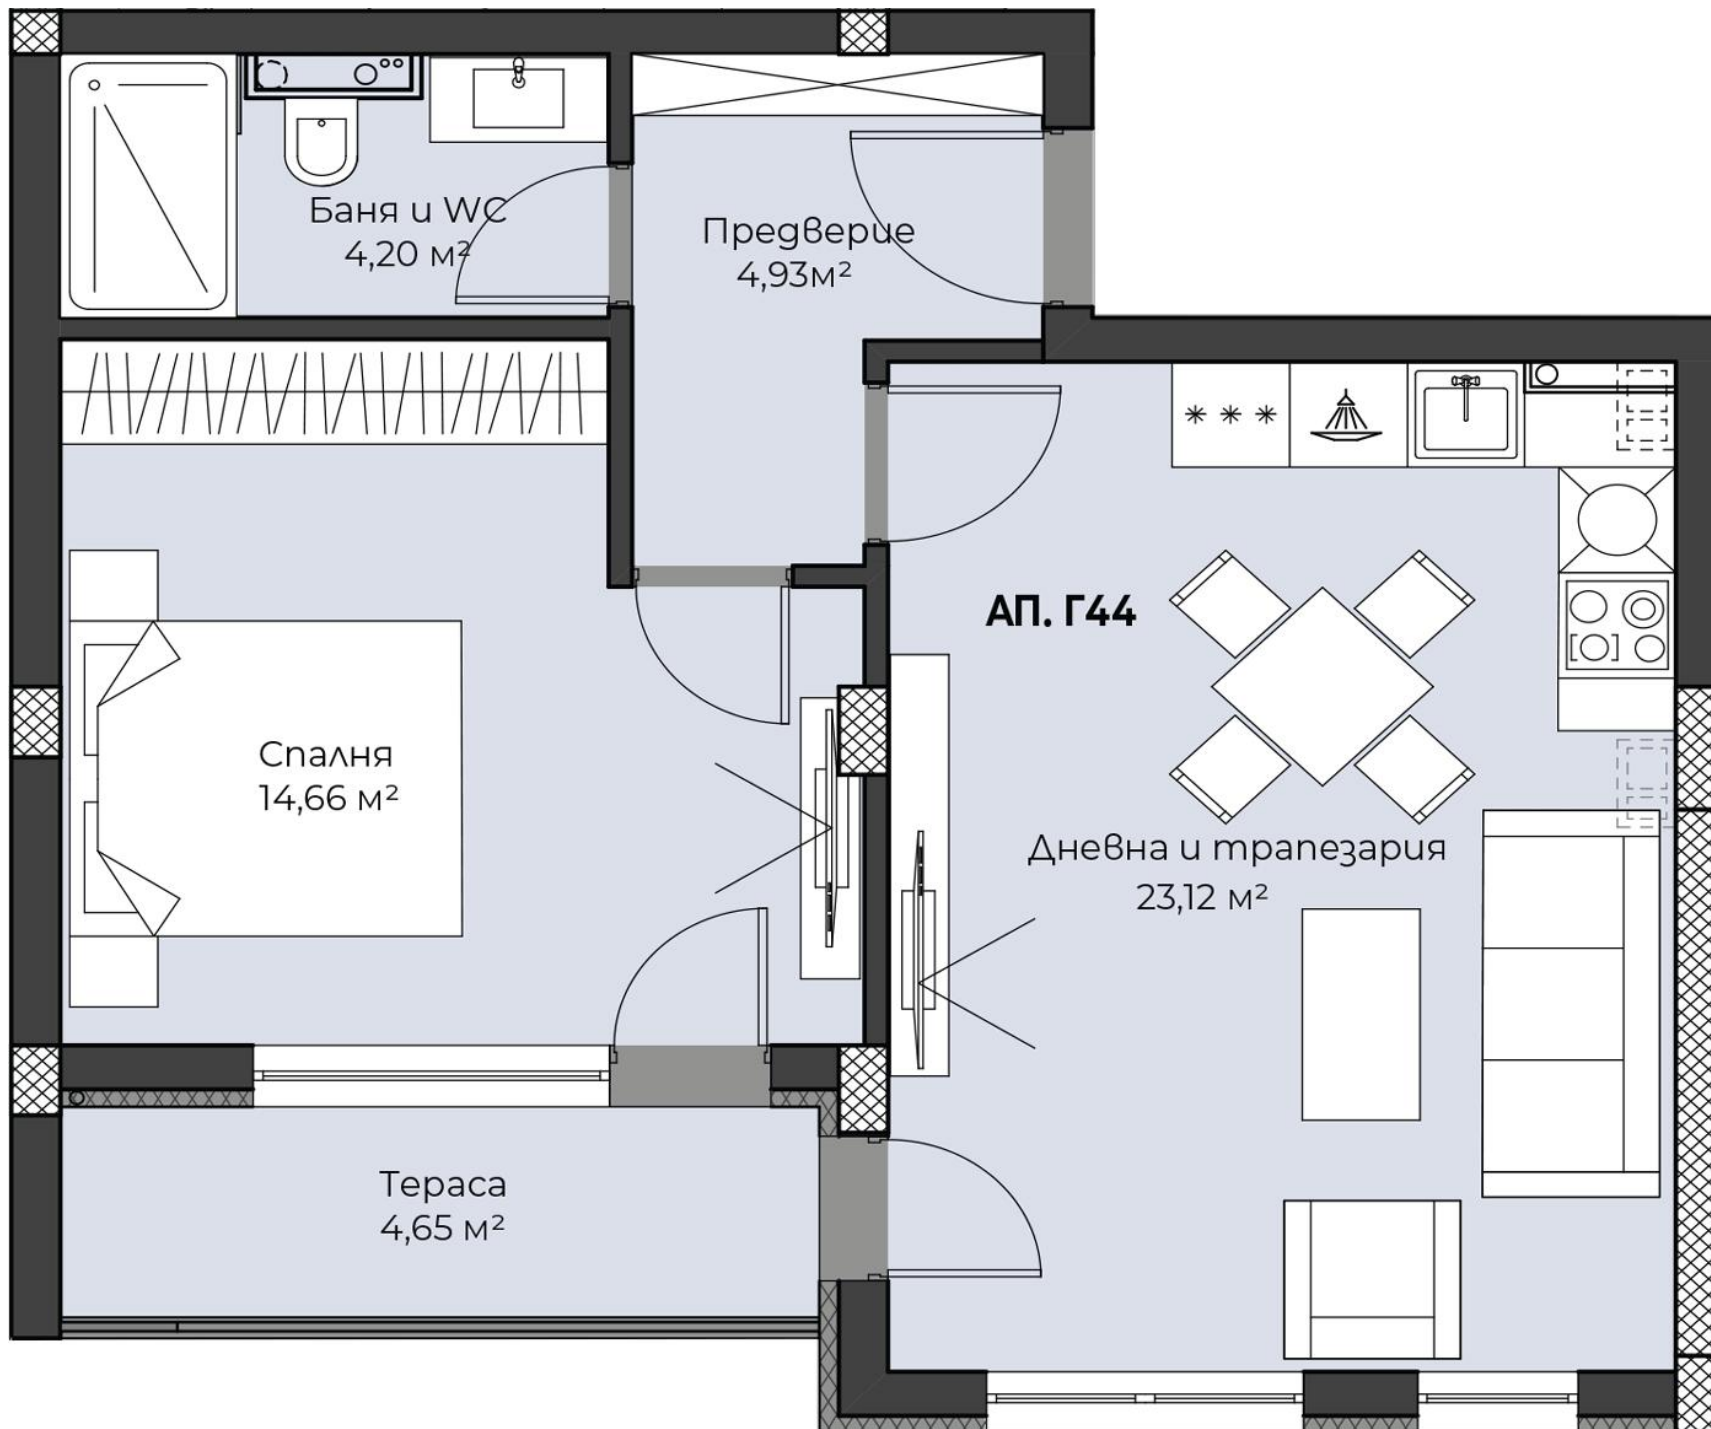 Баня и WC
4,20 м²
Предверие
4,93м²
АП. Г44
Спалня
14,66 м²
Дневна и трапезария
23,12 м²
Тераса
4,65 м²